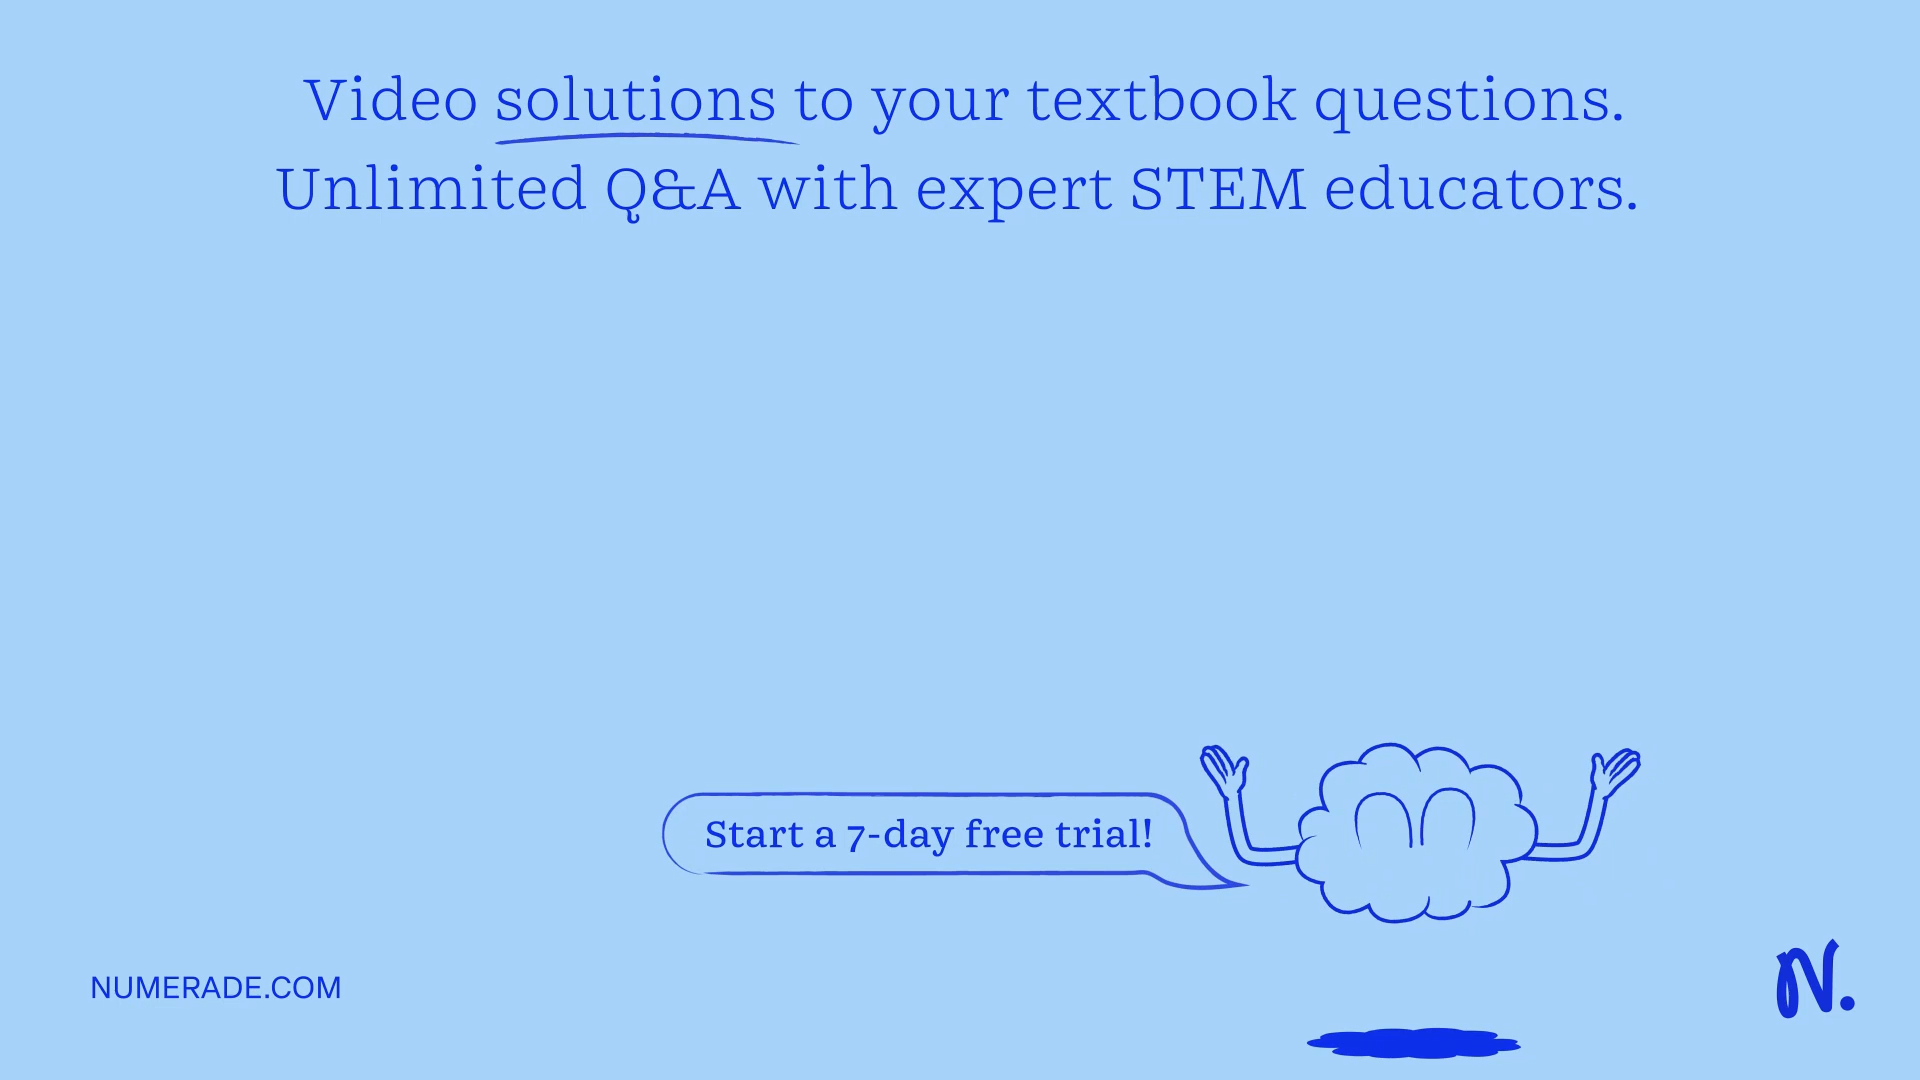 Video solutions to your textbook questions.
Unlimited Q&A with expert STEM educators.
Start a 7-day free trial!
NUMERADE.COM
N.